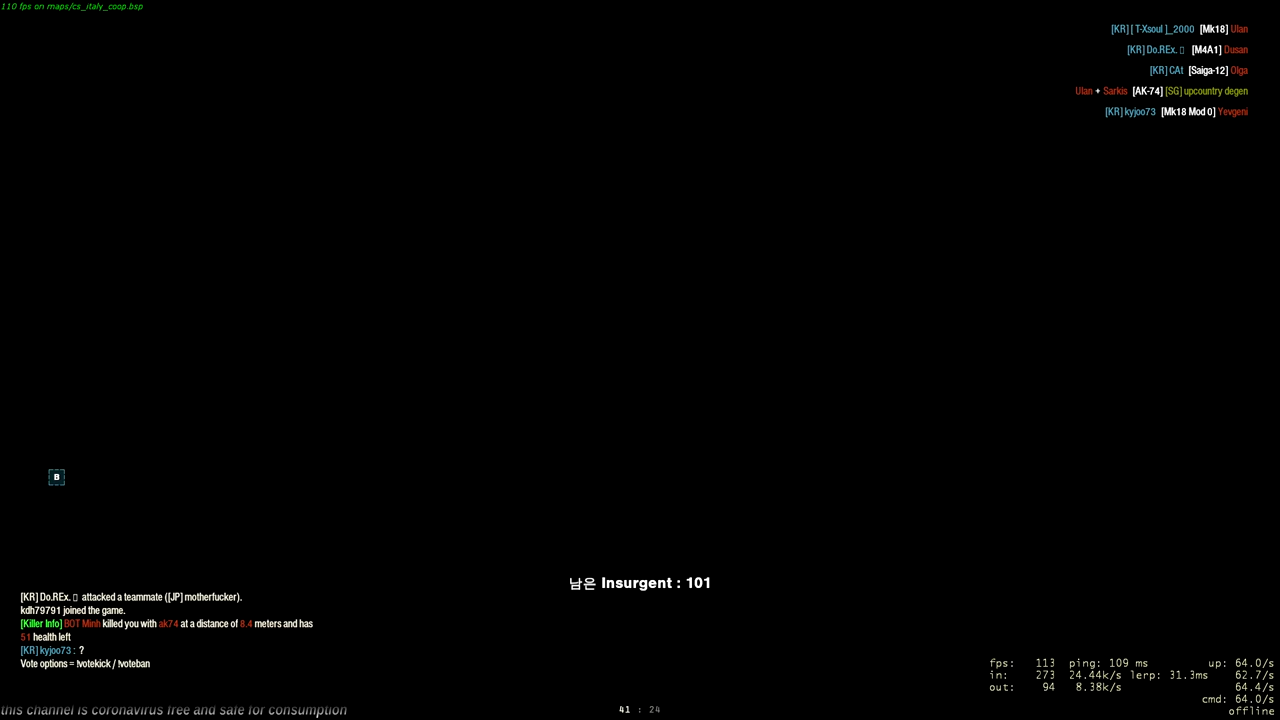 110 fps on maps/cs_italy_coop.bsp
[KR] [ T-Xsoul ]_2000 [Mk18] Ulan
[KR] Do.REx. [M4A1] Dusan
[KR] CAt [Saiga-12] Olga
Ulan + Sarkis [AK-74] [SG] upcountry degen
[KR] kyjoo73 [Mk18 Mod 0] Yevgeni
B
남은 Insurgent : 101
[KR] Do.REx. attacked a teammate ([JP] motherfucker).
kdh79791 joined the game.
[Killer Info] BOT Minh killed you with ak74 at a distance of 8.4 meters and has
51 health left
[KR] kyjoo73 : ?
Vote options = !votekick / !voteban
fps: 113 ping: 109 ms up: 64.0/s
in: 273 24.44k/s lerp: 31.3ms 62.7/s
out: 94 8.38k/s 64.4/s
cmd: 64.0/s
offline
this channel is coronavirus free and safe for consumption
41 : 24